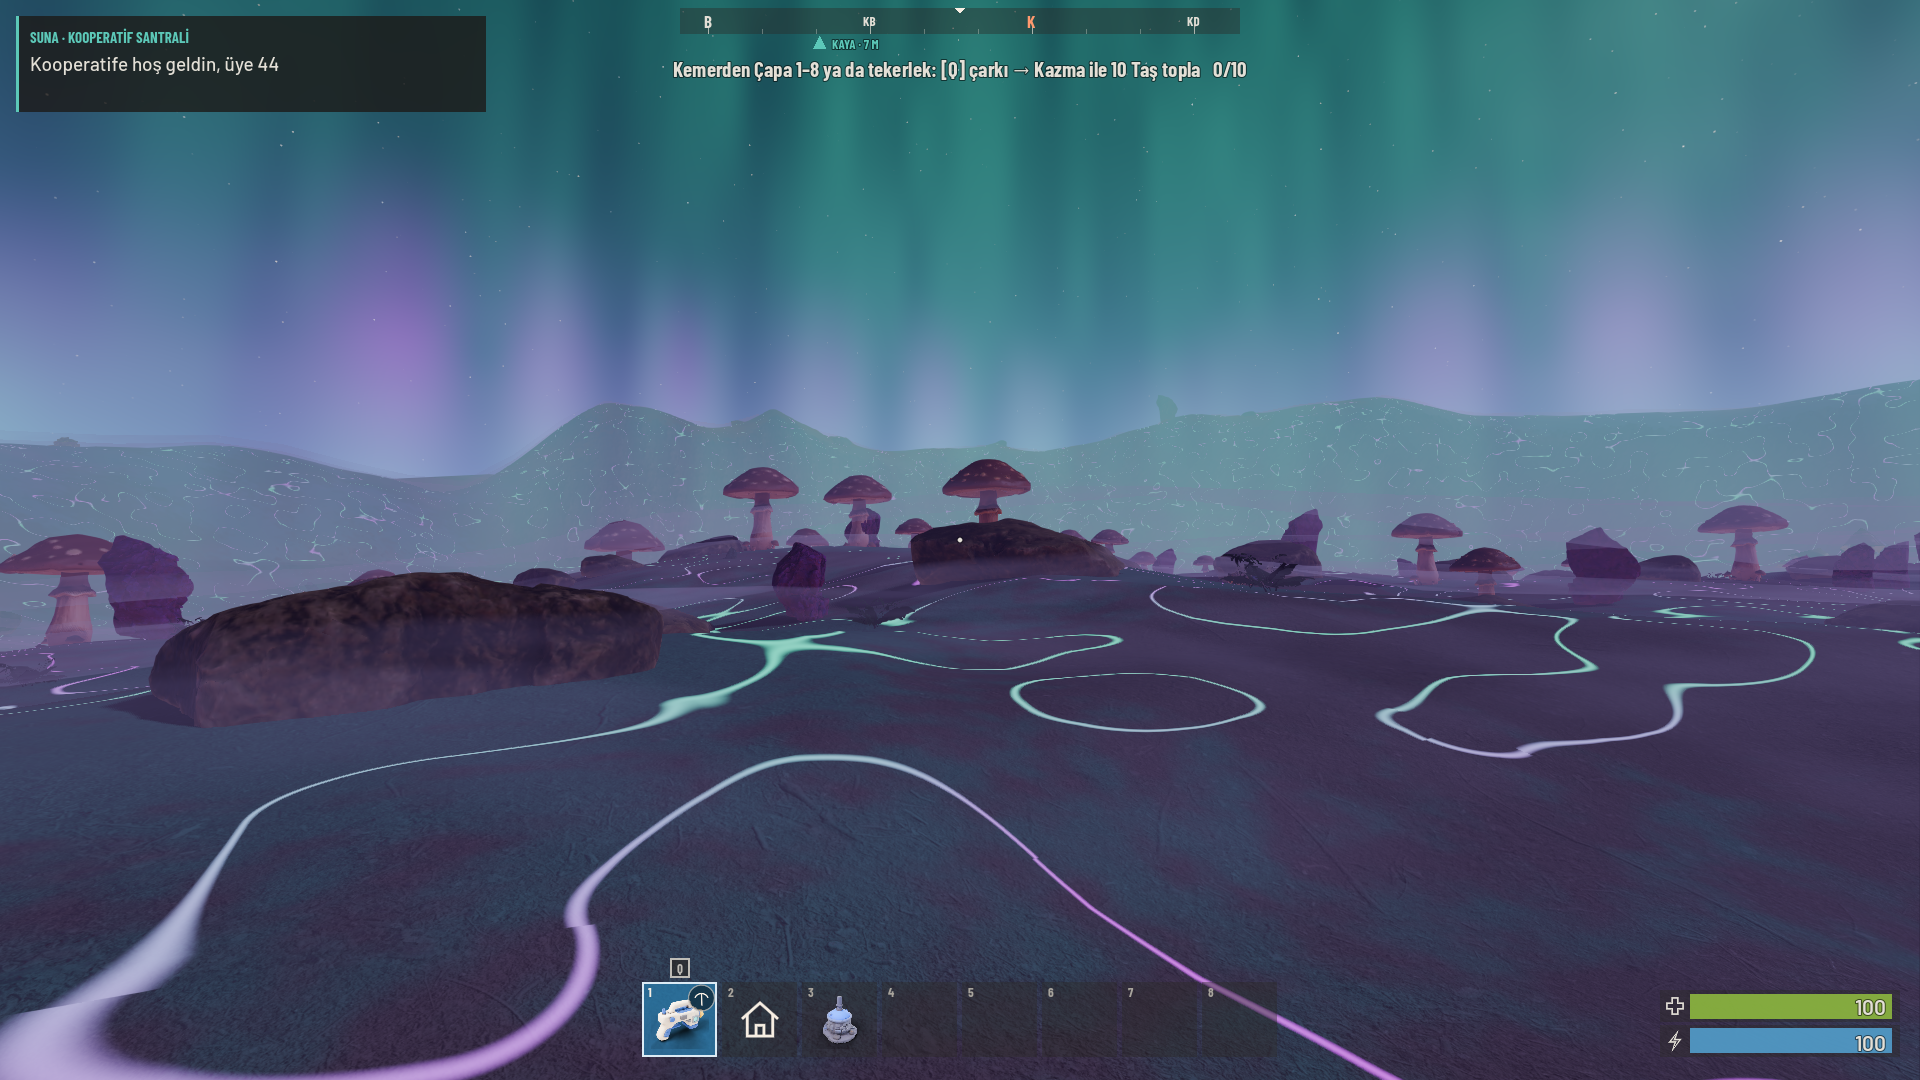 SUNA · KOOPERATİF SANTRALİ
Kooperatife hoş geldin, üye 44
B KB K KD
KAYA · 7 M
Kemerden Çapa 1–8 ya da tekerlek: [Q] çarkı → Kazma ile 10 Taş topla 0/10
Q
1 2 3 4 5 6 7 8
100
100